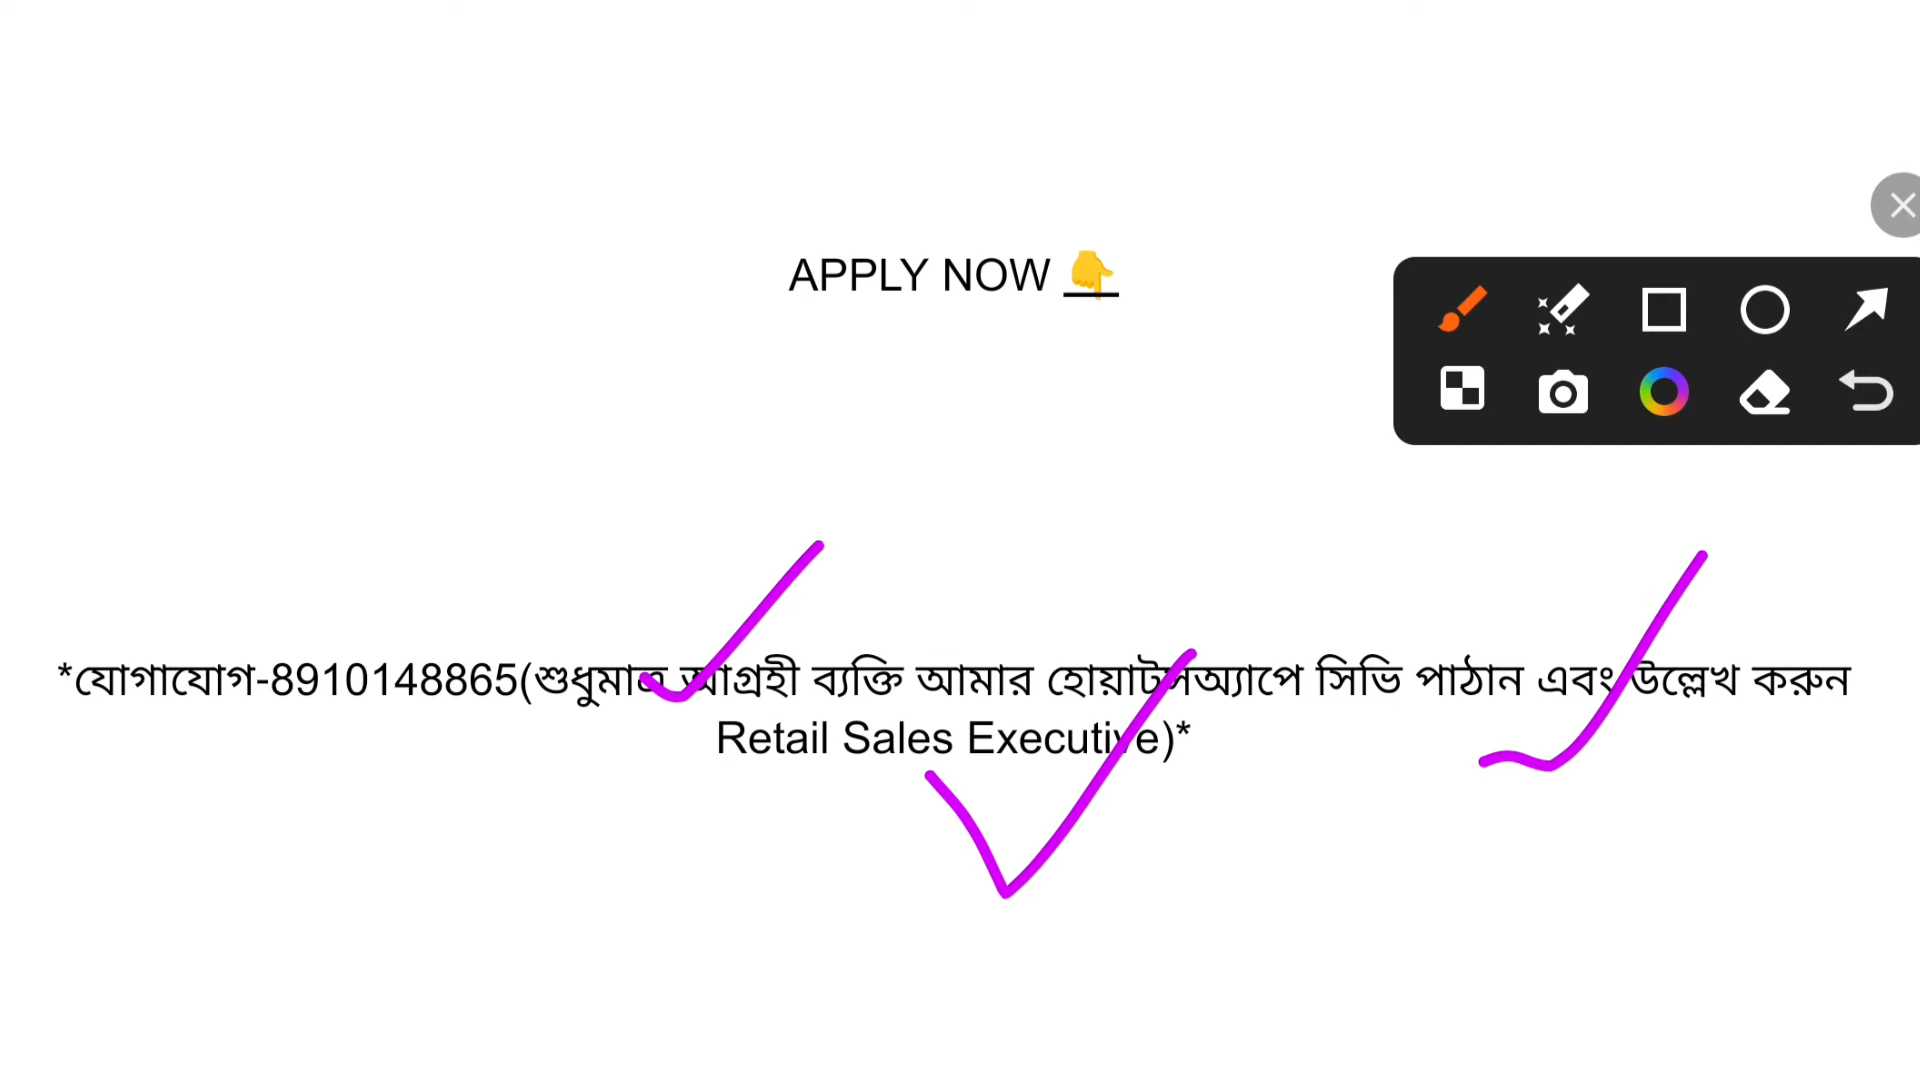 APPLY NOW 👇
*যোগাযোগ-8910148865(শুধুমাত্র আগ্রহী ব্যক্তি আমার হোয়াটসঅ্যাপে সিভি পাঠান এবং উল্লেখ করুন
Retail Sales Executive)*